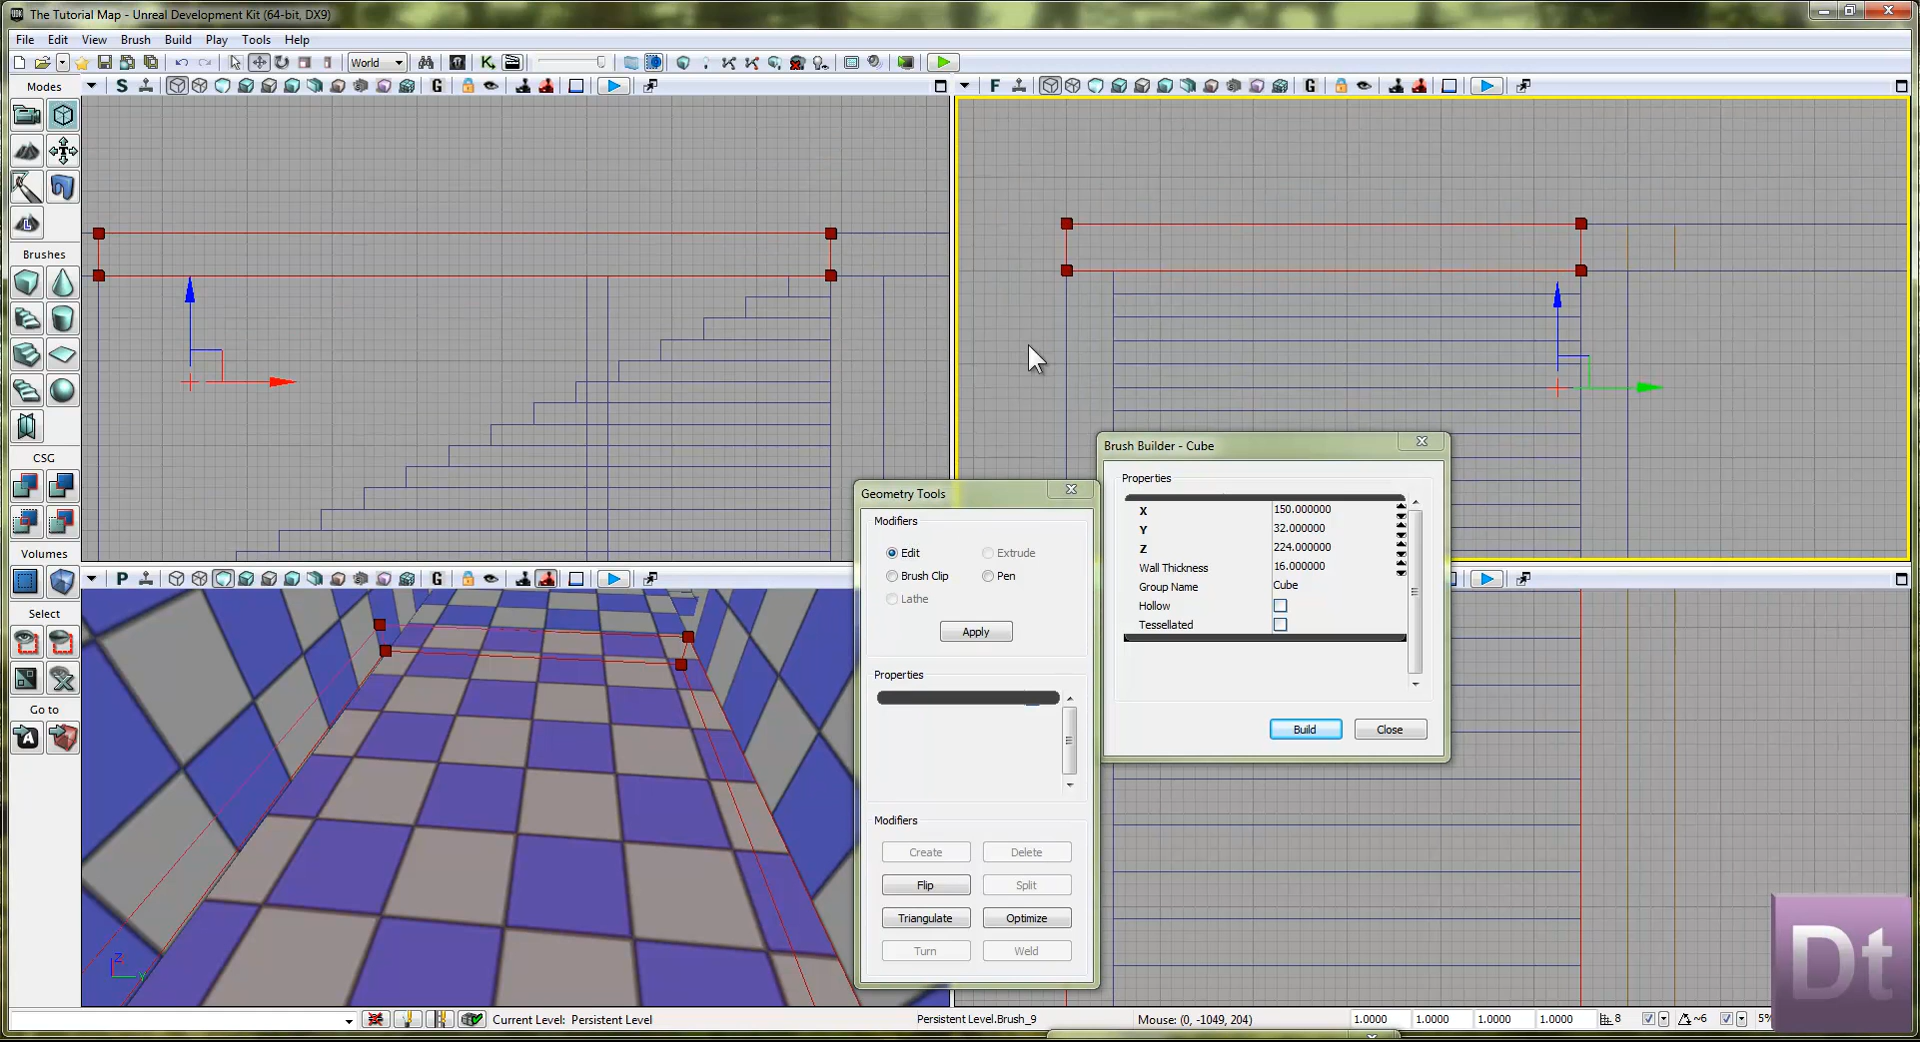 The Tutorial Map - Unreal Development Kit (64-bit, DX9)
File Edit View Brush Build Play Tools Help
World
Modes
S
G
F
G
Brushes
CSG
Volumes
P
G
Select
Go to
A
Geometry Tools
Modifiers
Edit
Extrude
Brush Clip
Pen
Lathe
Apply
Properties
Modifiers
Create
Delete
Flip
Split
Triangulate
Optimize
Turn
Weld
Brush Builder - Cube
Properties
X 150.000000
Y 32.000000
Z 224.000000
Wall Thickness 16.000000
Group Name Cube
Hollow
Tessellated
Build
Close
Z
Y
Dt
Current Level: Persistent Level
Persistent Level.Brush_9
Mouse: (0, -1049, 204)
1.0000 1.0000 1.0000 1.0000
8
~6
5%